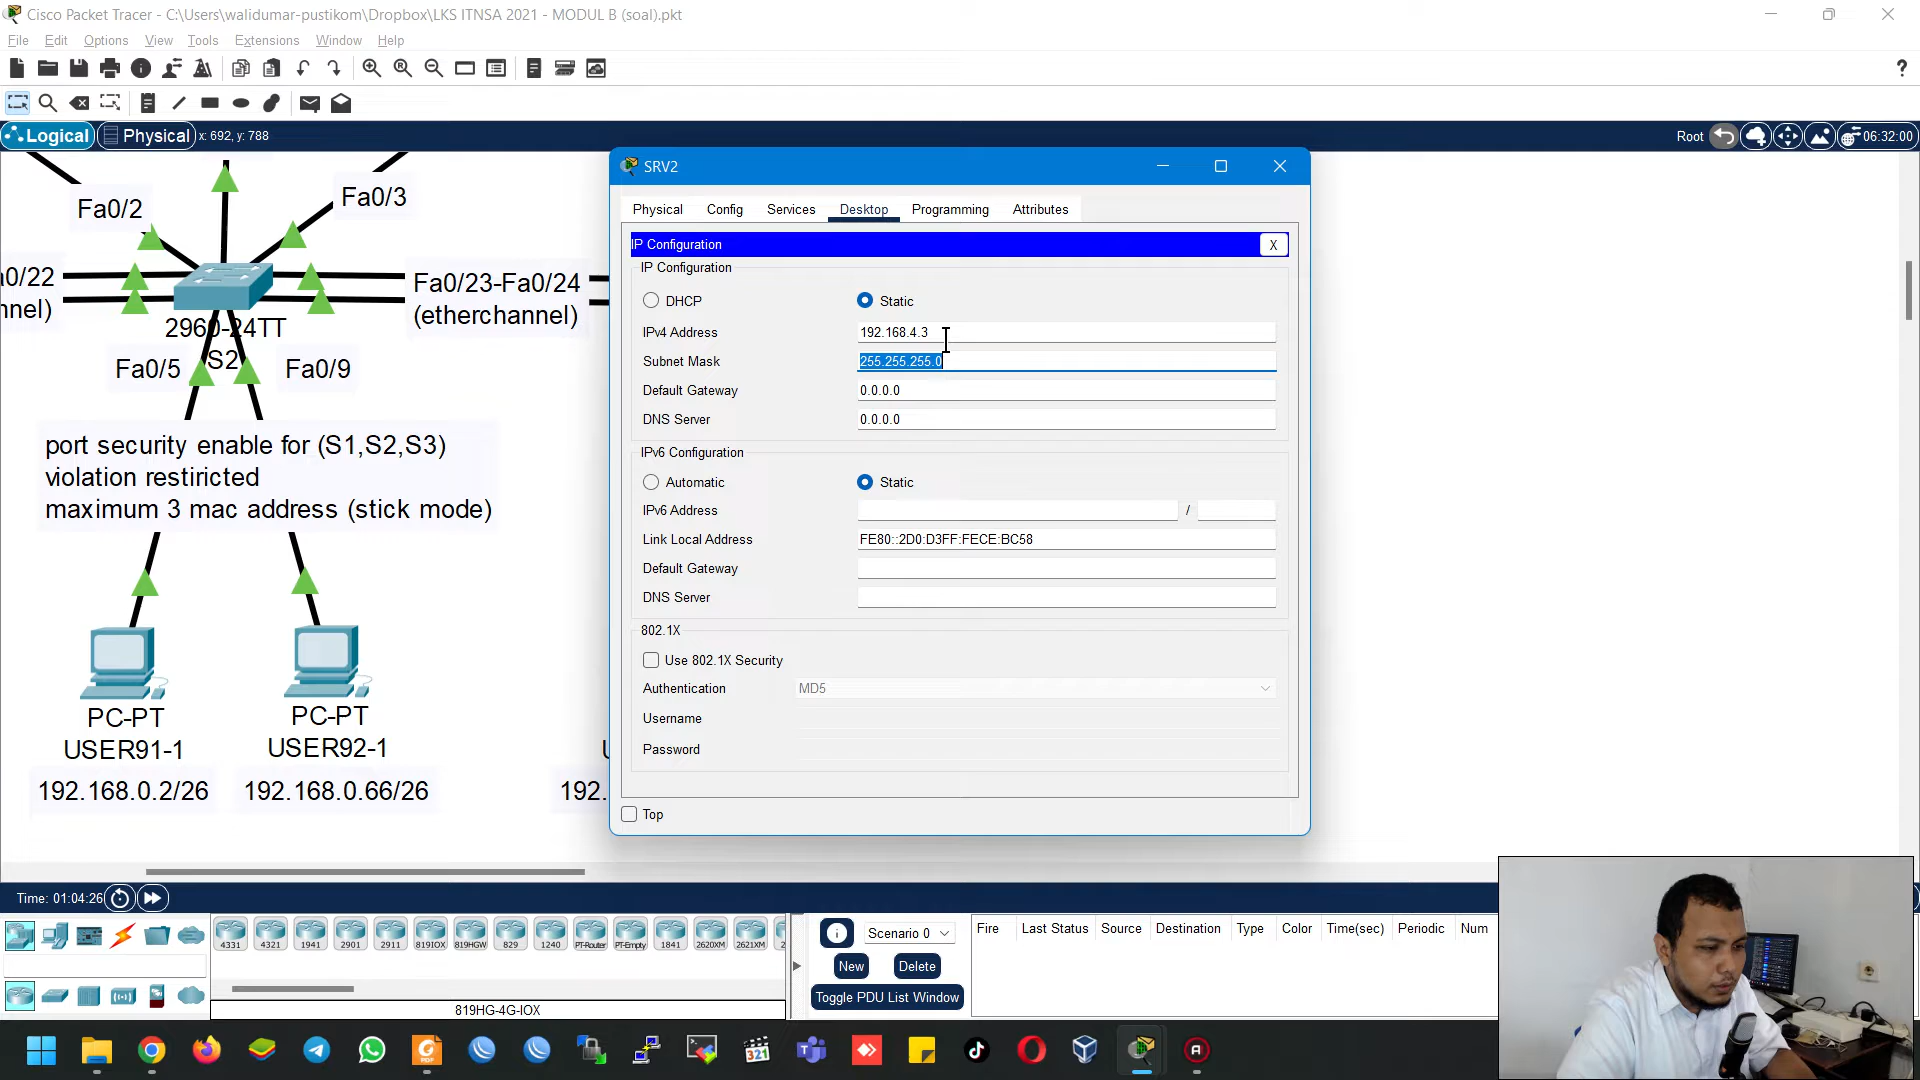 Cisco Packet Tracer - C:\Users\walidumar-pustikom\Dropbox\LKS ITNSA 2021 - MODUL B (soal).pkt
File Edit Options View Tools Extensions Window Help
?
Logical Physical x: 692, y: 788
Root 06:32:00
Fa0/2
Fa0/3
a0/22
nnel)
Fa0/23-Fa0/24
(etherchannel)
2960-24TT
S2
Fa0/5
Fa0/9
port security enable for (S1,S2,S3)
violation restiricted
maximum 3 mac address (stick mode)
PC-PT
USER91-1
192.168.0.2/26
PC-PT
USER92-1
192.168.0.66/26
192.
SRV2
Physical Config Services Desktop Programming Attributes
IP Configuration X
IP Configuration
DHCP Static
IPv4 Address 192.168.4.3
Subnet Mask 255.255.255.0
Default Gateway 0.0.0.0
DNS Server 0.0.0.0
IPv6 Configuration
Automatic Static
IPv6 Address /
Link Local Address FE80::2D0:D3FF:FECE:BC58
Default Gateway
DNS Server
802.1X
Use 802.1X Security
Authentication MD5
Username
Password
Top
Time: 01:04:26
4331 4321 1941 2901 2911 819IOX 819HGW 829 1240 PT-Router PT-Empty 1841 2620XM 2621XM 2
819HG-4G-IOX
Scenario 0
New Delete
Toggle PDU List Window
Fire Last Status Source Destination Type Color Time(sec) Periodic Num